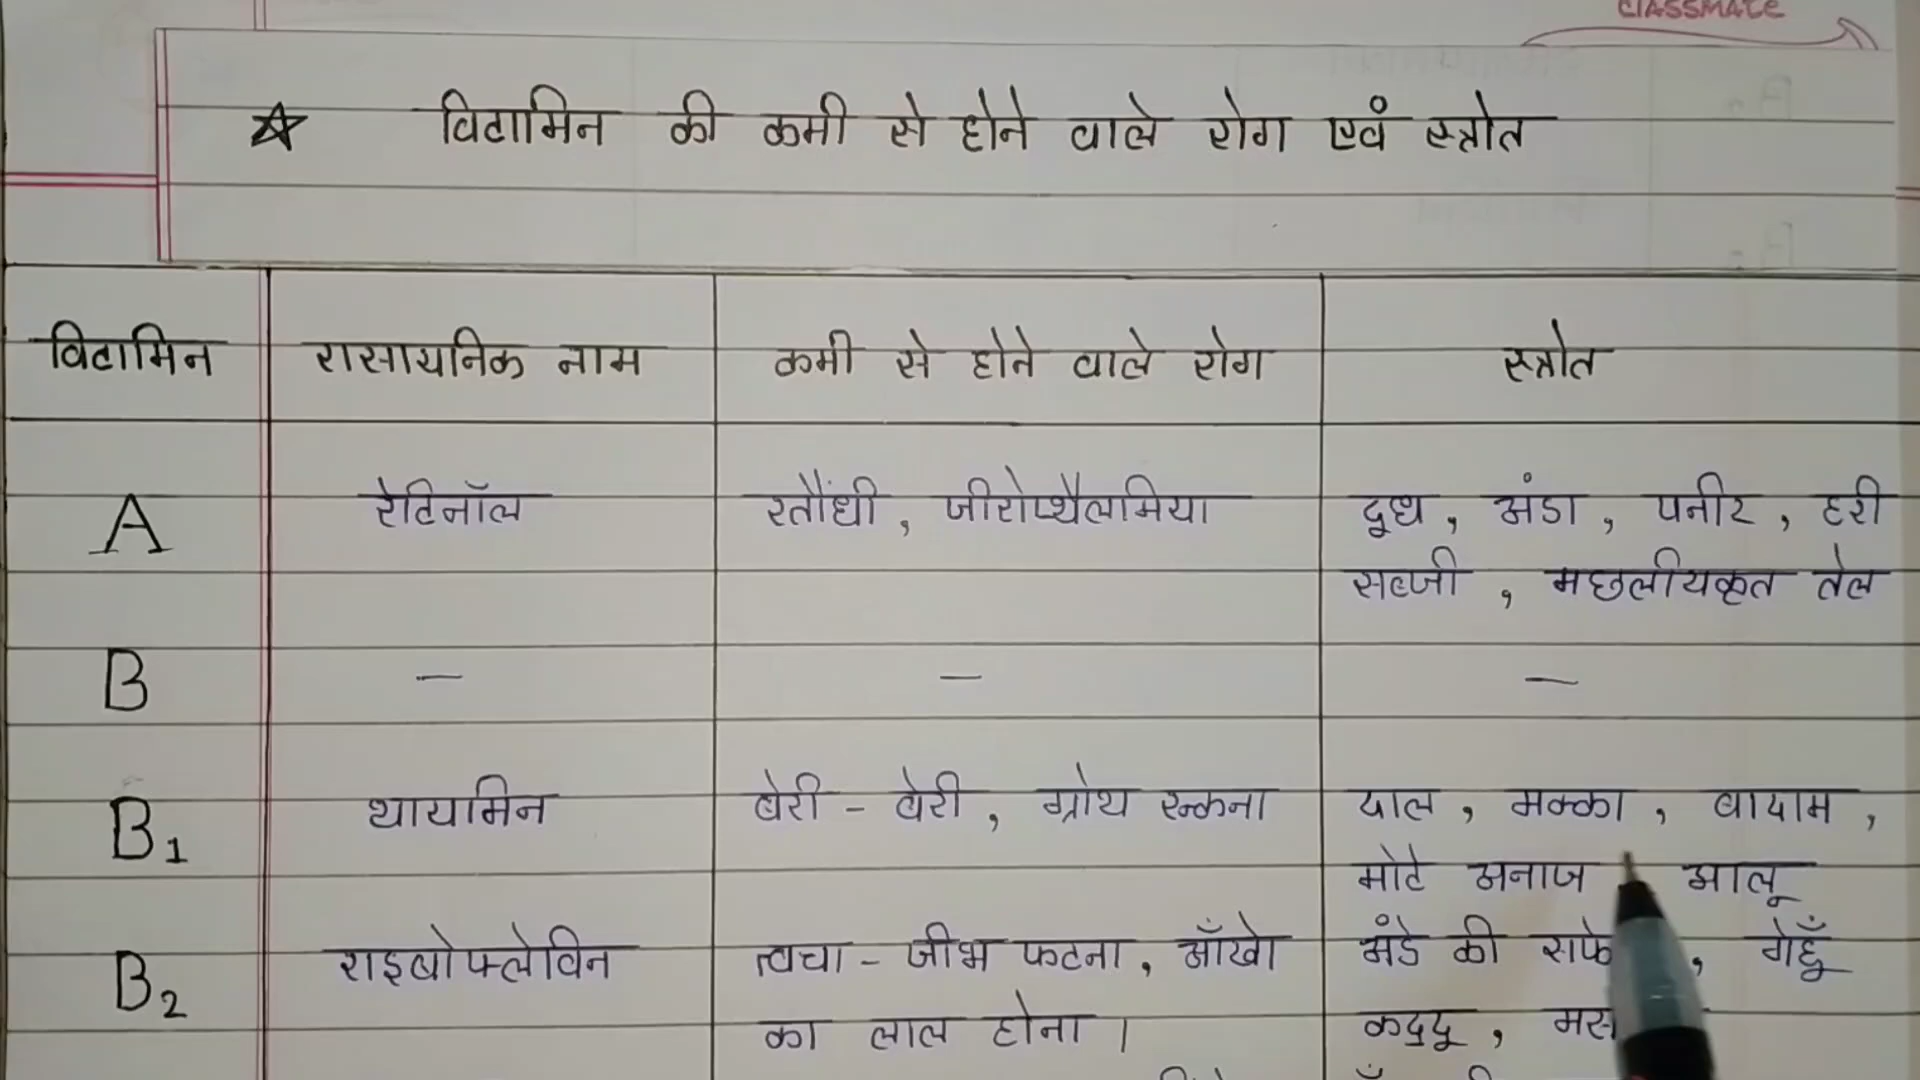 CLASSMATE
☆ विटामिन की कमी से होने वाले रोग एवं स्त्रोत
विटामिन रासायनिक नाम कमी से होने वाले रोग स्त्रोत
A रेटिनॉल रतौंधी , जीरोप्थैलमिया दूध , अंडा , पनीर , हरी
सब्जी , मछलीयकृत तेल
B — — —
B1 थायमिन बेरी - बेरी , ग्रोथ रूकना दाल , मक्का , बादाम ,
मोटे अनाज आलू
B2 राइबोफ्लेविन त्वचा - जीभ फटना , आँखो अंडे की , गेहूँ
का लाल होना । कद्दू ,